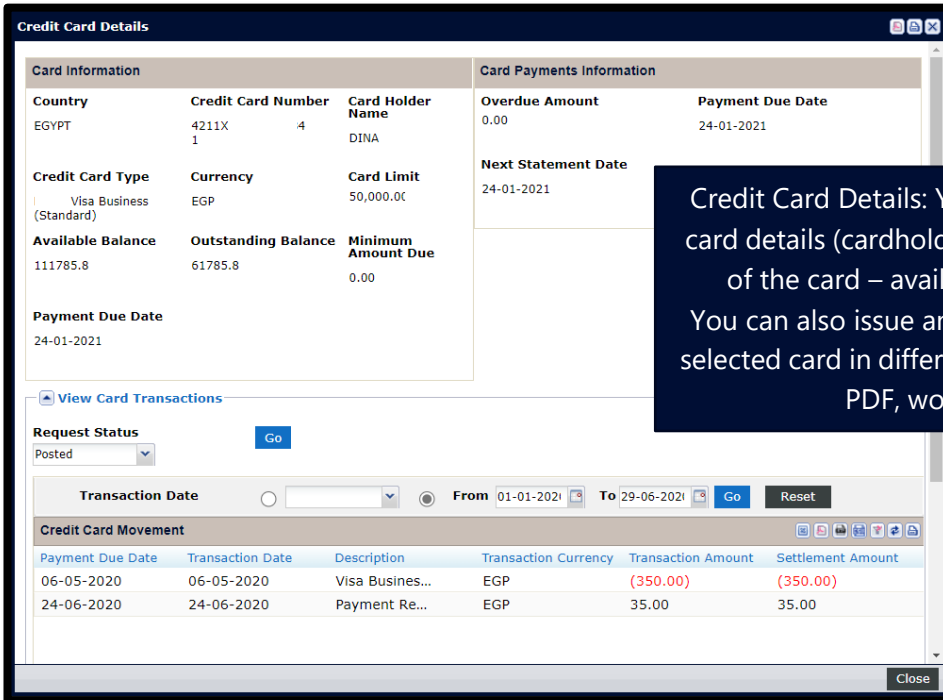 Credit Card Details
Card Information
Country Credit Card Number Card Holder Name
EGYPT 4211X 4 1 DINA
Credit Card Type Currency Card Limit
Visa Business (Standard) EGP 50,000.00
Available Balance Outstanding Balance Minimum Amount Due
111785.8 61785.8 0.00
Payment Due Date
24-01-2021
Card Payments Information
Overdue Amount Payment Due Date
0.00 24-01-2021
Next Statement Date
24-01-2021
Credit Card Details:
card details
of the card –
You can also issue
selected card in
PDF,
View Card Transactions
Request Status Go
Posted
Transaction Date From 01-01-202 To 29-06-202 Go Reset
Credit Card Movement
Payment Due Date Transaction Date Description Transaction Currency Transaction Amount Settlement Amount
06-05-2020 06-05-2020 Visa Busines... EGP (350.00) (350.00)
24-06-2020 24-06-2020 Payment Re... EGP 35.00 35.00
Close